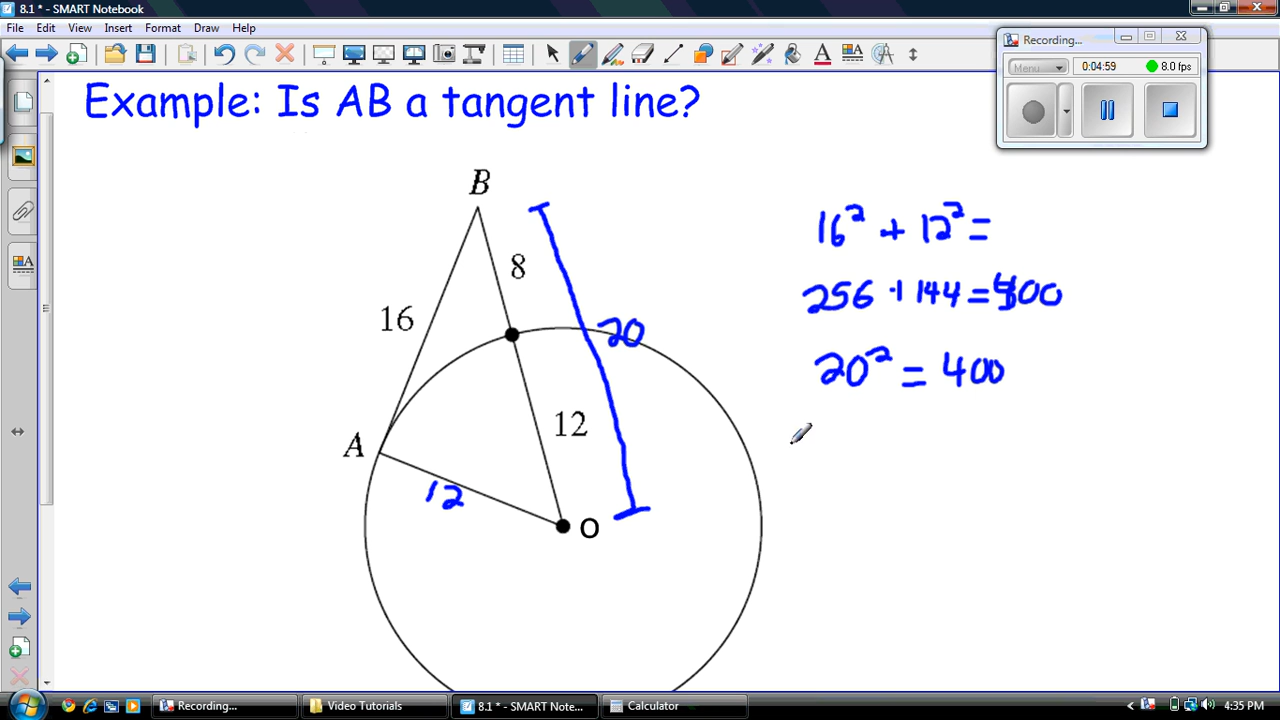 8.1 * - SMART Notebook
File Edit View Insert Format Draw Help
Recording...
Menu
0:04:59
8.0 fps
Example: Is AB a tangent line?
B
8
16
20
12
A
12
O
16² + 12² =
256 + 144 = 400
20² = 400
Recording...
Video Tutorials
8.1 * - SMART Note...
Calculator
4:35 PM